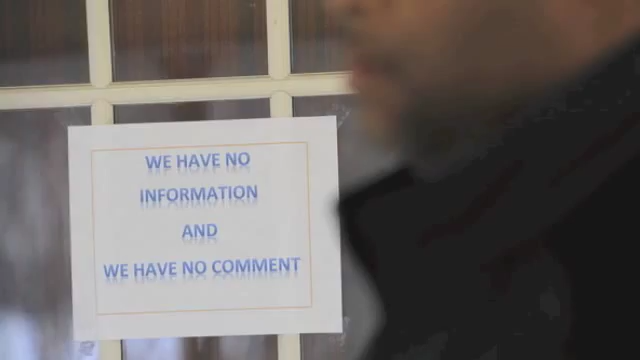 WE HAVE NO
INFORMATION
AND
WE HAVE NO COMMENT